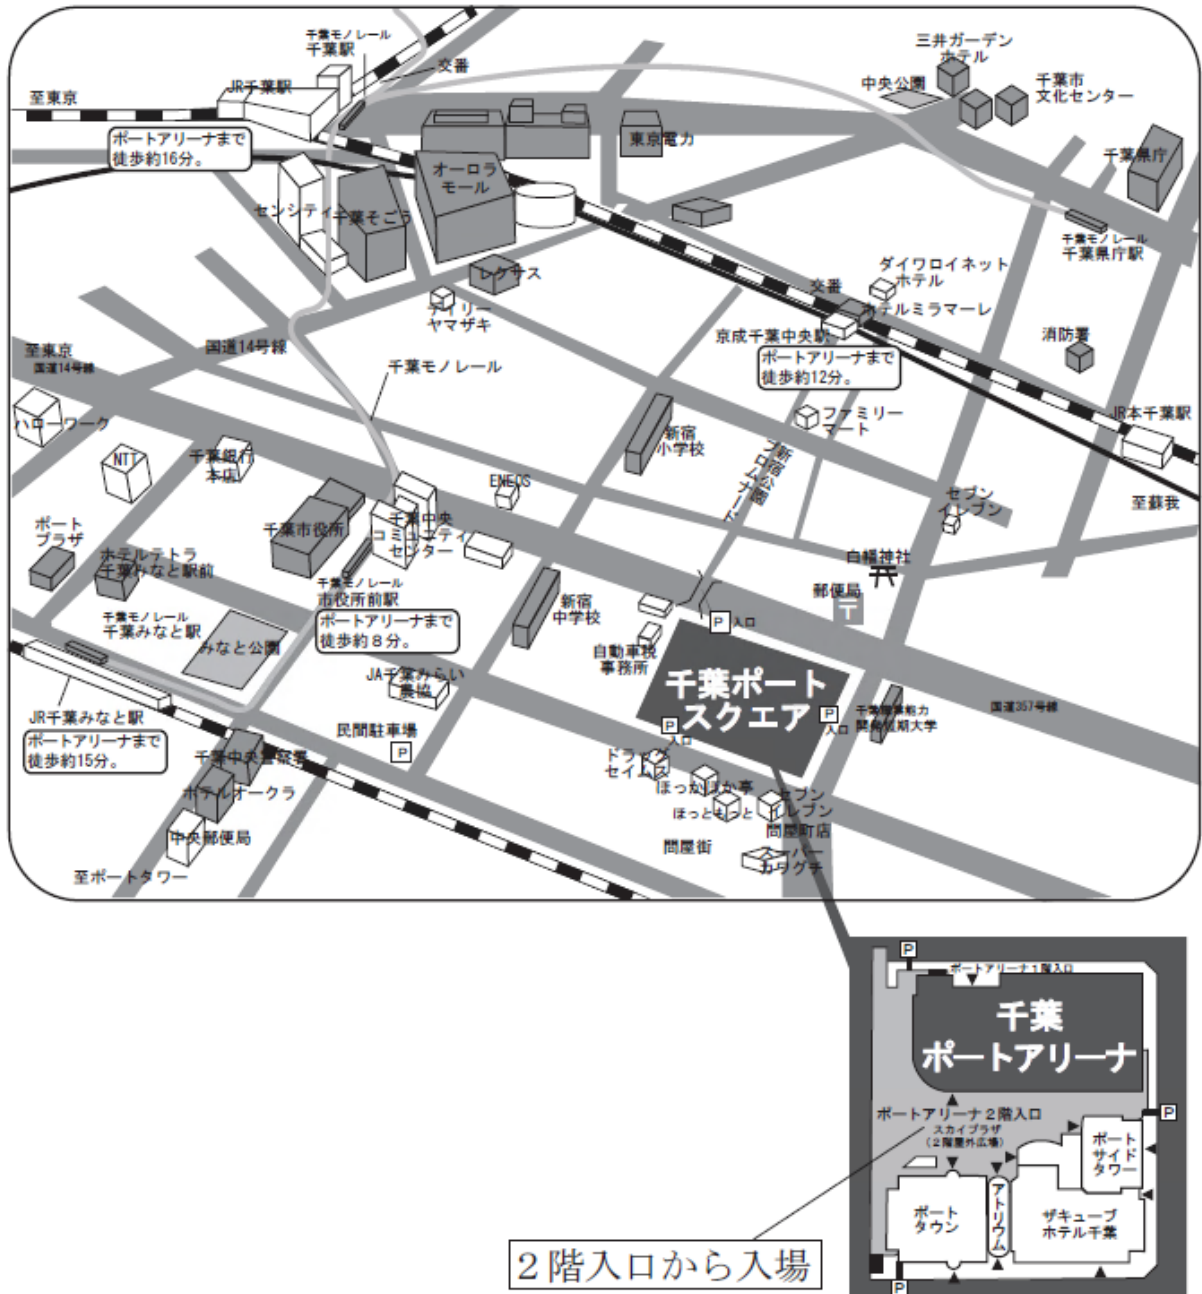 千葉モノレール
千葉駅
交番
JR千葉駅
至東京
ポートアリーナまで
徒歩約16分。
三井ガーデン
ホテル
中央公園
千葉市
文化センター
東京電力
千葉県庁
オーロラ
モール
センシティ
千葉そごう
千葉モノレール
千葉県庁駅
レクサス
デイリー
ヤマザキ
ダイワロイネット
ホテル
交番
ホテルミラマーレ
京成千葉中央駅
ポートアリーナまで
徒歩約12分。
消防署
国道14号線
至東京
国道14号線
千葉モノレール
ハローワーク
ファミリー
マート
JR本千葉駅
新宿
小学校
新宿公園
プロムナード
NTT
千葉銀行
本店
ENEOS
セブン
イレブン
至蘇我
ポート
プラザ
千葉市役所
千葉中央
コミュニティ
センター
ホテルテトラ
千葉みなと駅前
白幡神社
郵便局
〒
千葉モノレール
市役所前駅
ポートアリーナまで
徒歩約8分。
新宿
中学校
千葉モノレール
千葉みなと駅
みなと公園
P
入口
自動車税
事務所
千葉ポート
スクエア
JA千葉みらい
農協
P
入口
P
入口
開発短期大学
国道357号線
JR千葉みなと駅
ポートアリーナまで
徒歩約15分。
民間駐車場
P
千葉中央警察署
ドラッグ
セイムス
ほっかほっか亭
ほっともっと
セブン
イレブン
問屋町店
ホテルオークラ
中央郵便局
問屋街
スーパー
カワグチ
至ポートタワー
P
ポートアリーナ1階入口
千葉
ポートアリーナ
ポートアリーナ2階入口
スカイプラザ
(2階屋外広場)
P
ポート
サイド
タワー
ポート
タウン
アトリウム
ザキューブ
ホテル千葉
P
2階入口から入場